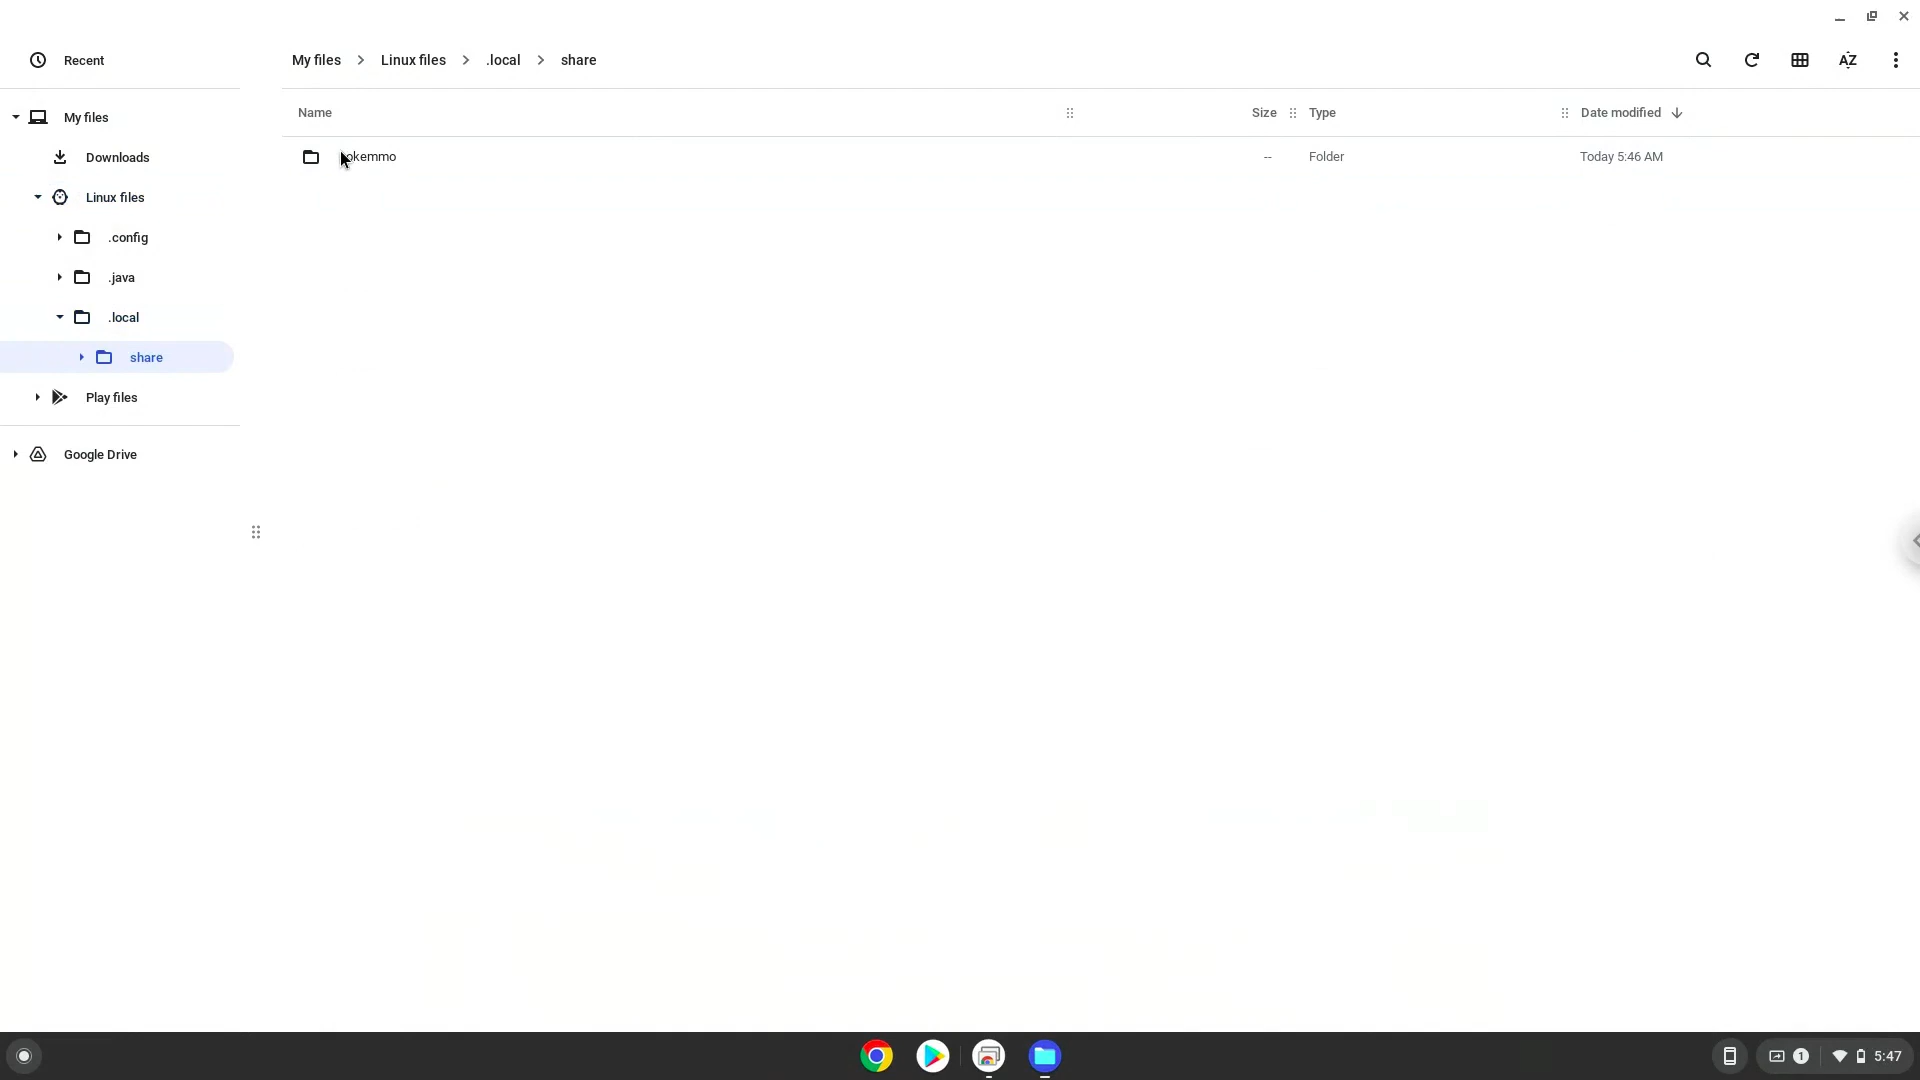 Recent
My files
Downloads
Linux files
.config
.java
.local
share
Play files
Google Drive
My files > Linux files > .local > share
AZ
Name Size Type Date modified
-- Folder Today 5:46 AM
1 5:47